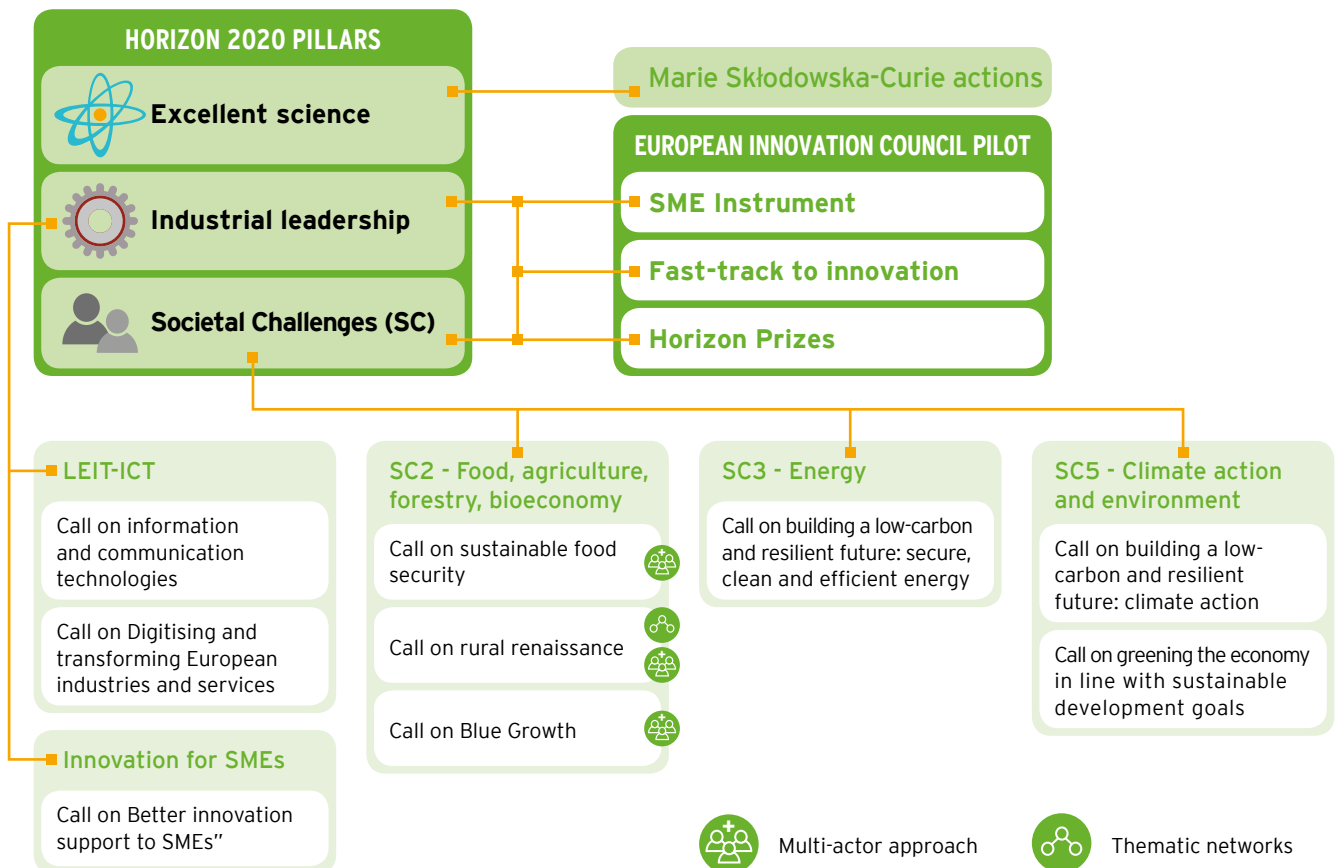 HORIZON 2020 PILLARS
Excellent science
Industrial leadership
Societal Challenges (SC)
Marie Skłodowska-Curie actions
EUROPEAN INNOVATION COUNCIL PILOT
SME Instrument
Fast-track to innovation
Horizon Prizes
LEIT-ICT
Call on information
and communication
technologies
Call on Digitising and
transforming European
industries and services
Innovation for SMEs
Call on Better innovation
support to SMEs”
SC2 - Food, agriculture,
forestry, bioeconomy
Call on sustainable food
security
Call on rural renaissance
Call on Blue Growth
SC3 - Energy
Call on building a low-carbon
and resilient future: secure,
clean and efficient energy
SC5 - Climate action
and environment
Call on building a low-
carbon and resilient
future: climate action
Call on greening the economy
in line with sustainable
development goals
Multi-actor approach
Thematic networks